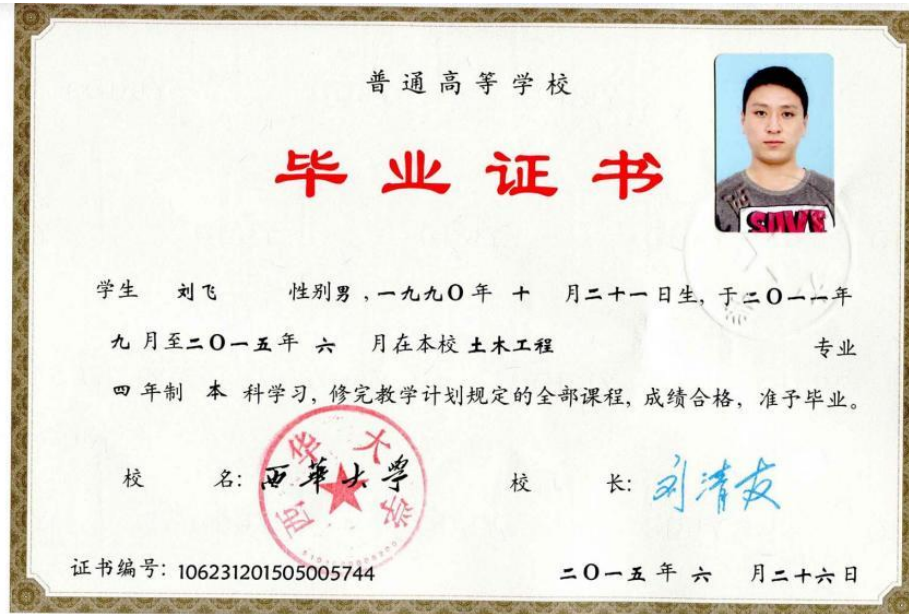 普通高等学校
毕业证书
学生 刘飞 性别男,一九九〇年 十 月二十一日生, 于二〇一一年
九 月至二〇一五年 六 月在本校 土木工程 专业
四 年制 本 科学习, 修完教学计划规定的全部课程, 成绩合格, 准予毕业。
校 名: 西華大學 校 长: 刘清友
西华大学
证书编号: 106231201505005744 二〇一五年 六 月二十六日